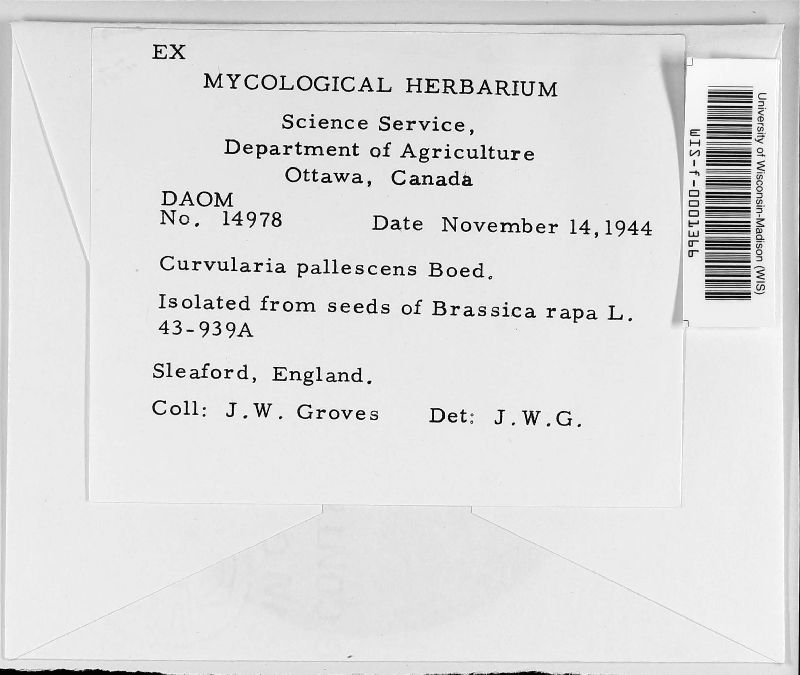 EX
MYCOLOGICAL HERBARIUM
Science Service,
Department of Agriculture
Ottawa, Canada
DAOM
No. 14978 Date November 14, 1944
Curvularia pallescens Boed.
Isolated from seeds of Brassica rapa L.
43-939A
Sleaford, England.
Coll: J.W. Groves Det: J.W.G.
University of Wisconsin-Madison (WIS)